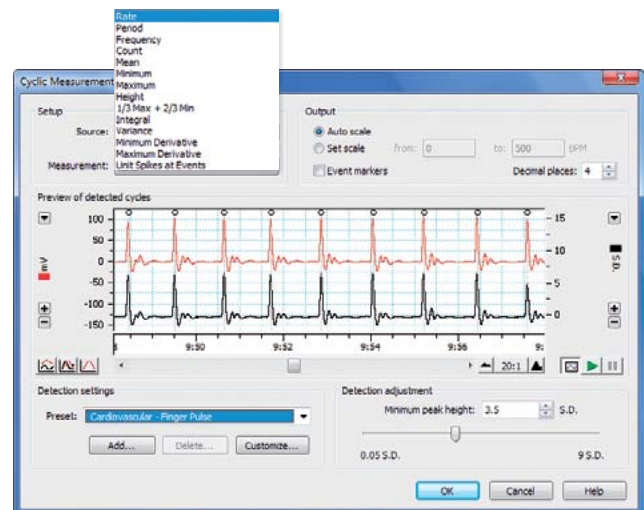 Rate
Period
Frequency
Count
Mean
Minimum
Maximum
Height
1/3 Max + 2/3 Min
Integral
Variance
Minimum Derivative
Maximum Derivative
Unit Spikes at Events
Cyclic Measurement
Setup
Source:
Measurement:
Output
Auto scale
Set scale from: 0 to: 500 BPM
Event markers Decimal places: 4
Preview of detected cycles
100
50
0
-50
-100
-150
mV
15
10
5
0
S.D.
9:50 9:52 9:54 9:56 9:
20:1
Detection settings
Preset: Cardiovascular - Finger Pulse
Add... Delete... Customize...
Detection adjustment
Minimum peak height: 3.5 S.D.
0.05 S.D. 9 S.D.
OK Cancel Help